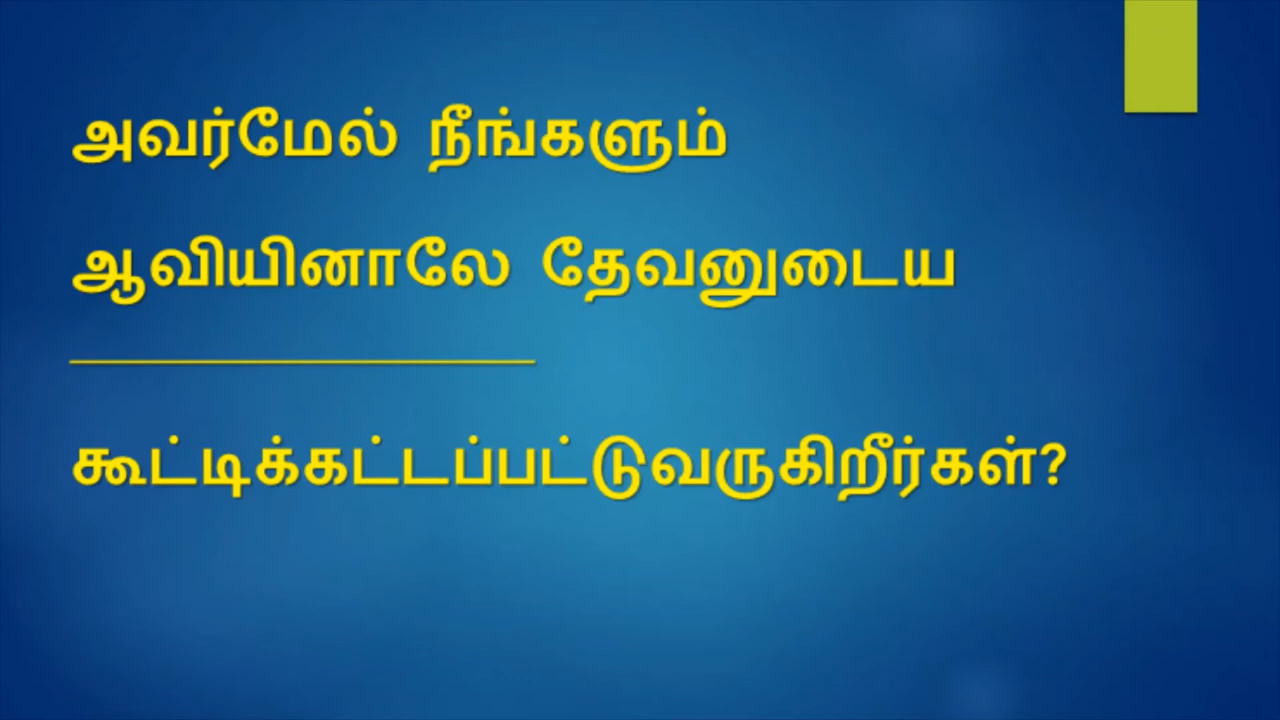 அவர்மேல் நீங்களும்
ஆவியினாலே தேவனுடைய
கூட்டிக்கட்டப்பட்டுவருகிறீர்கள்?